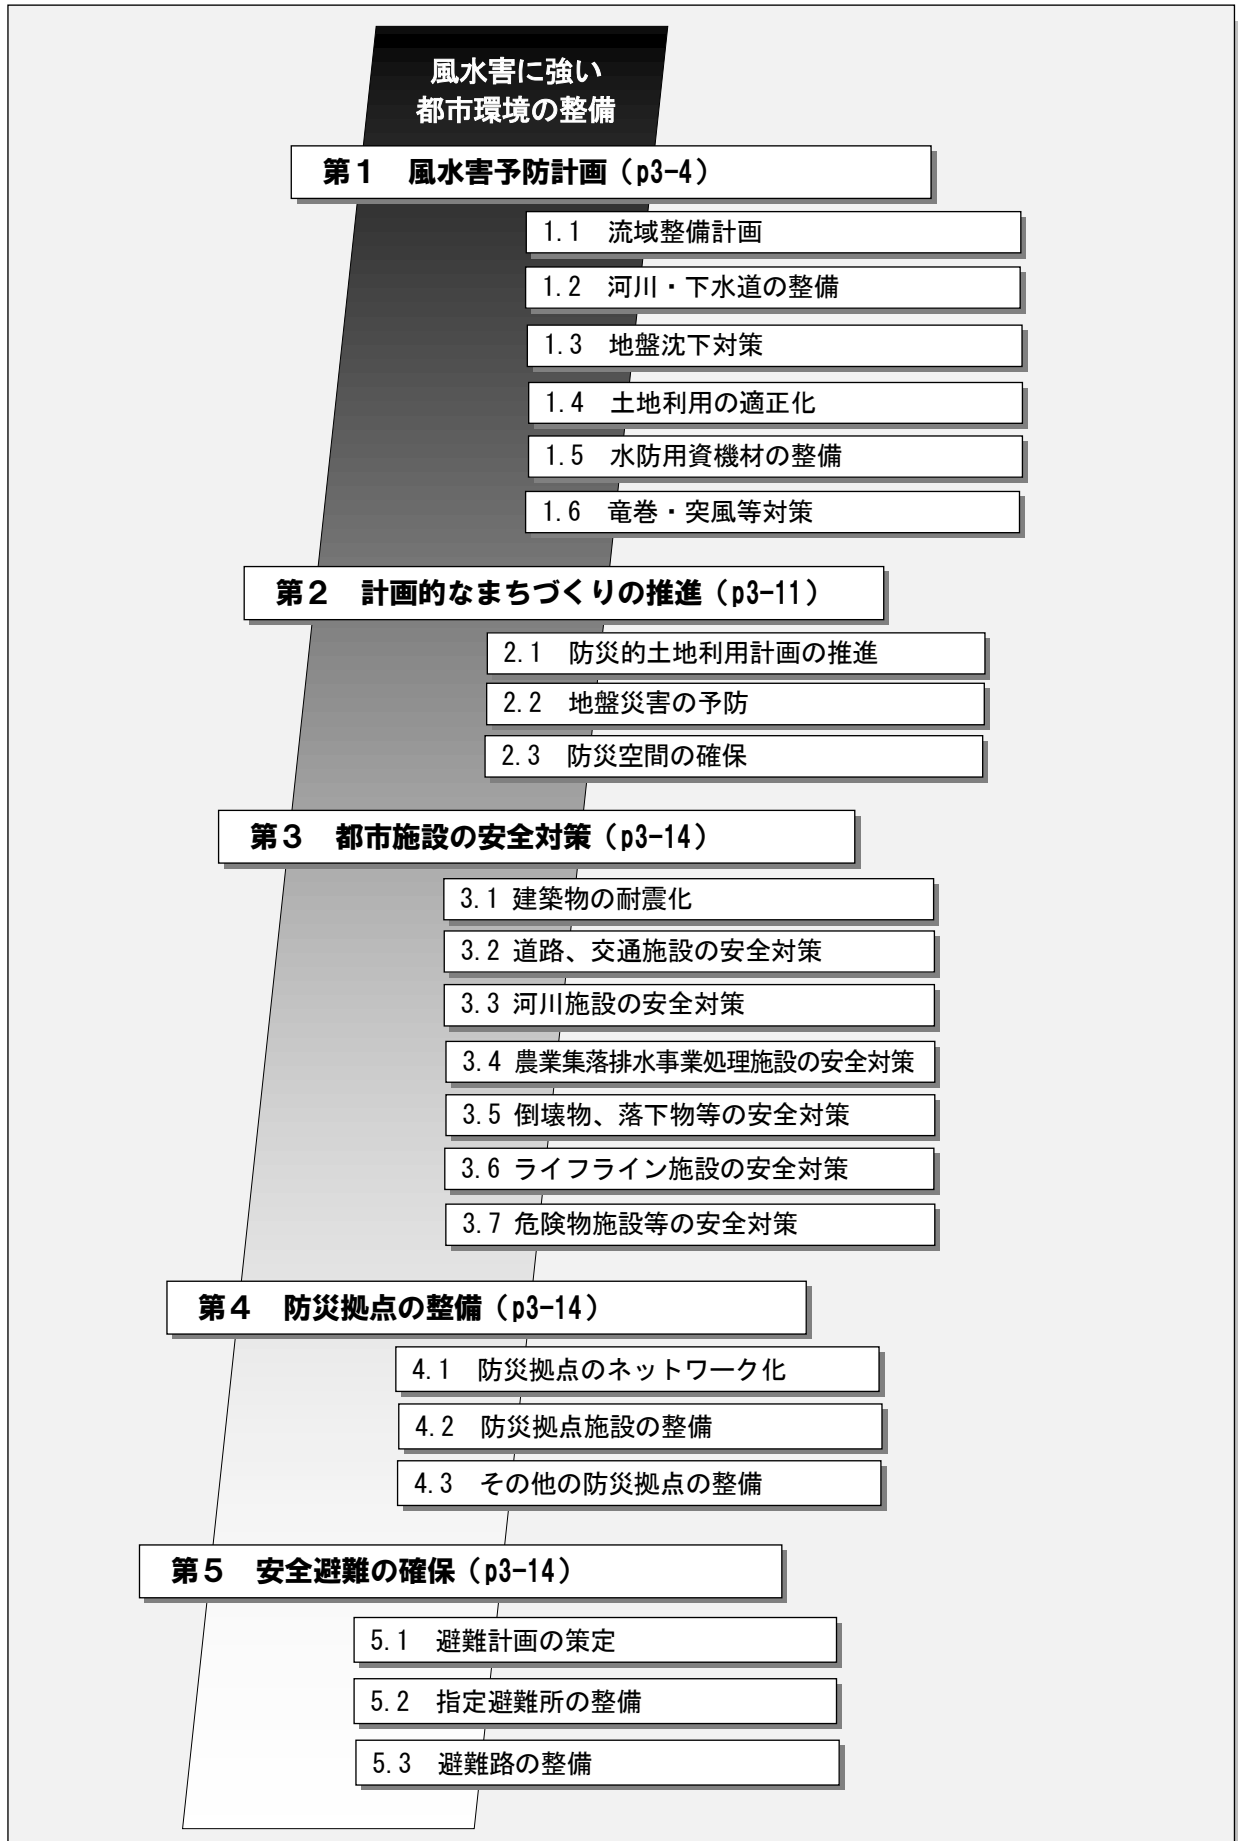 風水害に強い
都市環境の整備
第1　風水害予防計画（p3-4）
1.1　流域整備計画
1.2　河川・下水道の整備
1.3　地盤沈下対策
1.4　土地利用の適正化
1.5　水防用資機材の整備
1.6　竜巻・突風等対策
第2　計画的なまちづくりの推進（p3-11）
2.1　防災的土地利用計画の推進
2.2　地盤災害の予防
2.3　防災空間の確保
第3　都市施設の安全対策（p3-14）
3.1 建築物の耐震化
3.2 道路、交通施設の安全対策
3.3 河川施設の安全対策
3.4 農業集落排水事業処理施設の安全対策
3.5 倒壊物、落下物等の安全対策
3.6 ライフライン施設の安全対策
3.7 危険物施設等の安全対策
第4　防災拠点の整備（p3-14）
4.1　防災拠点のネットワーク化
4.2　防災拠点施設の整備
4.3　その他の防災拠点の整備
第5　安全避難の確保（p3-14）
5.1　避難計画の策定
5.2　指定避難所の整備
5.3　避難路の整備